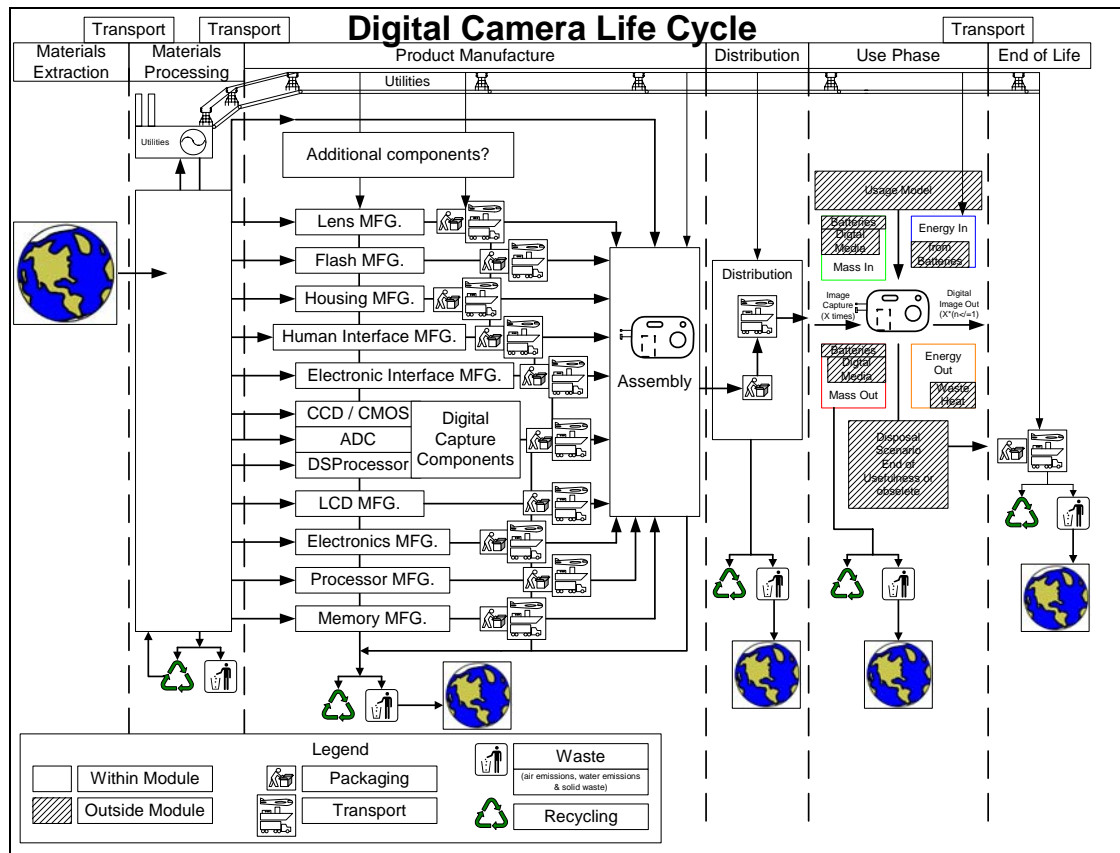 Digital Camera Life Cycle
Transport
Transport
Transport
Materials
Extraction
Materials
Processing
Product Manufacture
Distribution
Use Phase
End of Life
Utilities
Utilities
Additional components?
Lens MFG.
Flash MFG.
Housing MFG.
Human Interface MFG.
Electronic Interface MFG.
CCD / CMOS
ADC
DSProcessor
Digital
Capture
Components
LCD MFG.
Electronics MFG.
Processor MFG.
Memory MFG.
Assembly
Distribution
Usage Model
Batteries
Digtal
Media
Mass In
Energy In
from
Batteries
Image
Capture
(X times)
Digital
Image Out
(X*(n</=1)
Batteries
Digital
Media
Mass Out
Energy
Out
Waste
Heat
Disposal
Scenario
End of
Usefulness or
obselete
Legend
Within Module
Outside Module
Packaging
Transport
Waste
(air emissions, water emissions
& solid waste)
Recycling